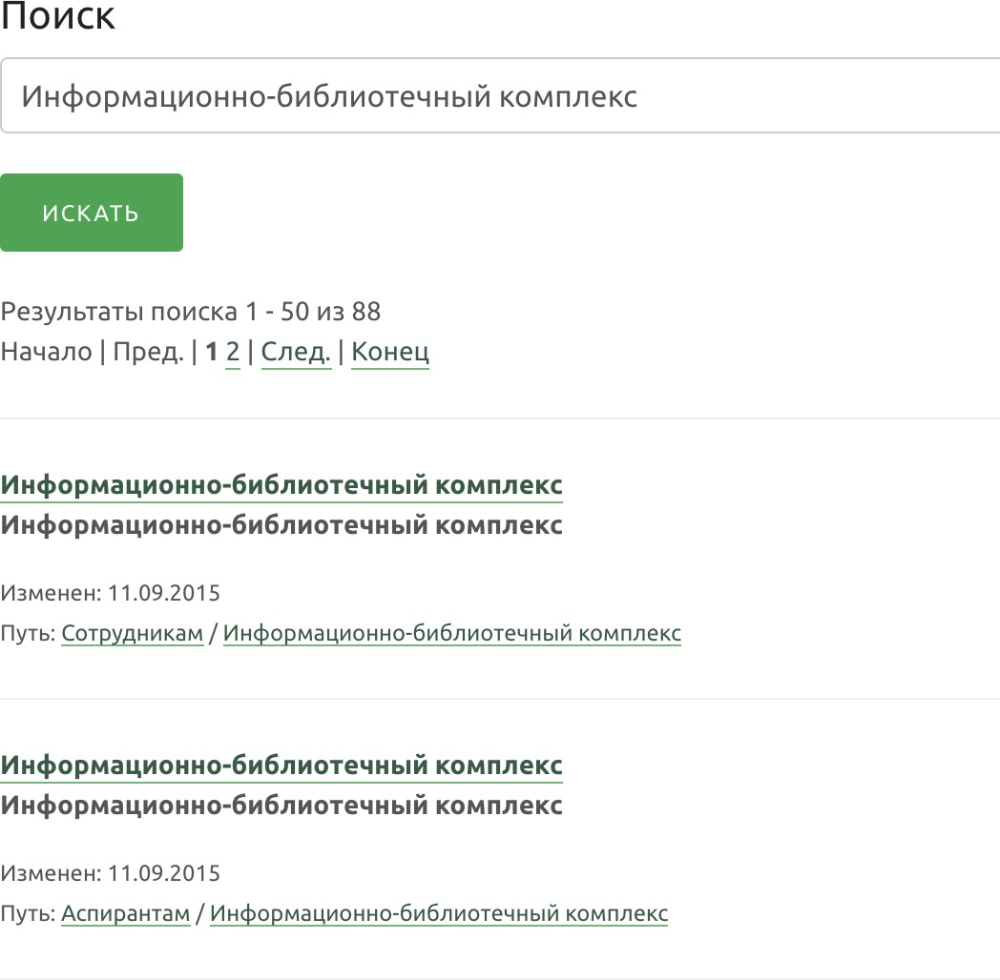 Поиск
Информационно-библиотечный комплекс
ИСКАТЬ
Результаты поиска 1 - 50 из 88
Начало | Пред. | 1 2 | След. | Конец
Информационно-библиотечный комплекс
Информационно-библиотечный комплекс
Изменен: 11.09.2015
Путь: Сотрудникам / Информационно-библиотечный комплекс
Информационно-библиотечный комплекс
Информационно-библиотечный комплекс
Изменен: 11.09.2015
Путь: Аспирантам / Информационно-библиотечный комплекс